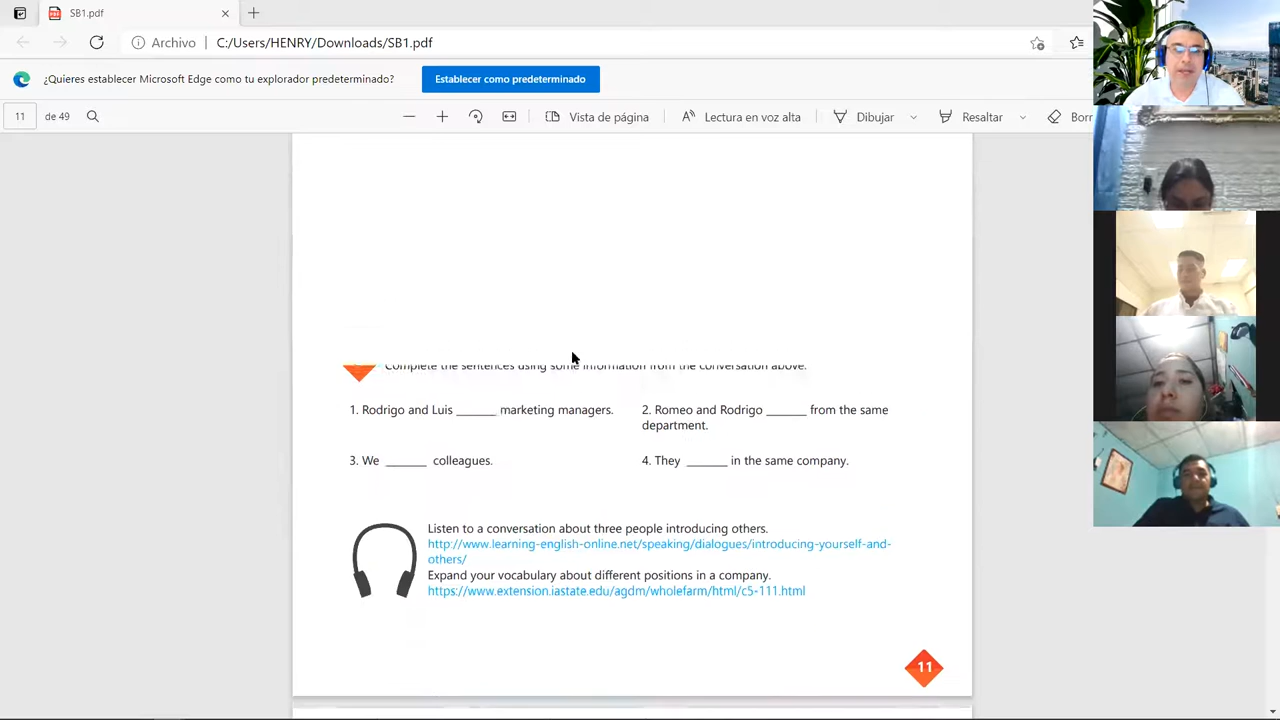 SB1.pdf
Archivo C:/Users/HENRY/Downloads/SB1.pdf
¿Quieres establecer Microsoft Edge como tu explorador predeterminado? Establecer como predeterminado
11 de 49 Vista de página Lectura en voz alta Dibujar Resaltar Borr
Complete the sentences using some information from the conversation above.
1. Rodrigo and Luis _______ marketing managers.
2. Romeo and Rodrigo _______ from the same
department.
3. We _______ colleagues.
4. They _______ in the same company.
Listen to a conversation about three people introducing others.
http://www.learning-english-online.net/speaking/dialogues/introducing-yourself-and-
others/
Expand your vocabulary about different positions in a company.
https://www.extension.iastate.edu/agdm/wholefarm/html/c5-111.html
11